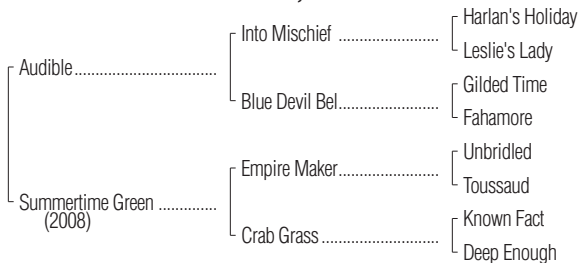 Harlan's Holiday
Into Mischief ........................
Leslie's Lady
Audible.................................
Gilded Time
Blue Devil Bel........................
Fahamore
Unbridled
Empire Maker........................
Toussaud
Summertime Green ..............
(2008)
Known Fact
Crab Grass............................
Deep Enough